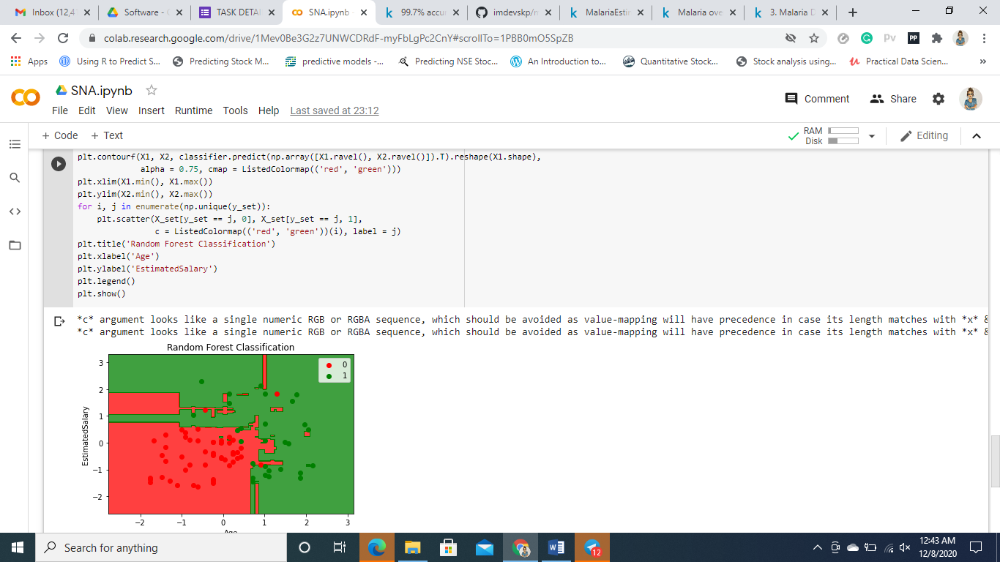 Inbox (12,4
Software -
TASK DETAI
SNA.ipynb
99.7% accu
imdevskp/
MalariaEsti
Malaria ove
3. Malaria D
colab.research.google.com/drive/1Mev0Be3G2z7UNWCDRdF-myFbLgPc2CnY#scrollTo=1PBB0mO5SpZB
Apps
Using R to Predict S...
Predicting Stock M...
predictive models -...
Predicting NSE Stoc...
An Introduction to...
Quantitative Stock...
Stock analysis using...
Practical Data Scien...
»
SNA.ipynb
Comment
Share
File Edit View Insert Runtime Tools Help Last saved at 23:12
+ Code + Text
RAM
Disk
Editing
plt.contourf(X1, X2, classifier.predict(np.array([X1.ravel(), X2.ravel()]).T).reshape(X1.shape),
alpha = 0.75, cmap = ListedColormap(('red', 'green')))
plt.xlim(X1.min(), X1.max())
plt.ylim(X2.min(), X2.max())
for i, j in enumerate(np.unique(y_set)):
plt.scatter(X_set[y_set == j, 0], X_set[y_set == j, 1],
c = ListedColormap(('red', 'green'))(i), label = j)
plt.title('Random Forest Classification')
plt.xlabel('Age')
plt.ylabel('EstimatedSalary')
plt.legend()
plt.show()
*c* argument looks like a single numeric RGB or RGBA sequence, which should be avoided as value-mapping will have precedence in case its length matches with *x* &
*c* argument looks like a single numeric RGB or RGBA sequence, which should be avoided as value-mapping will have precedence in case its length matches with *x* &
Random Forest Classification
0
1
3
2
1
0
−1
−2
EstimatedSalary
−2 −1 0 1 2 3
Age
Search for anything
12
12:43 AM
12/8/2020